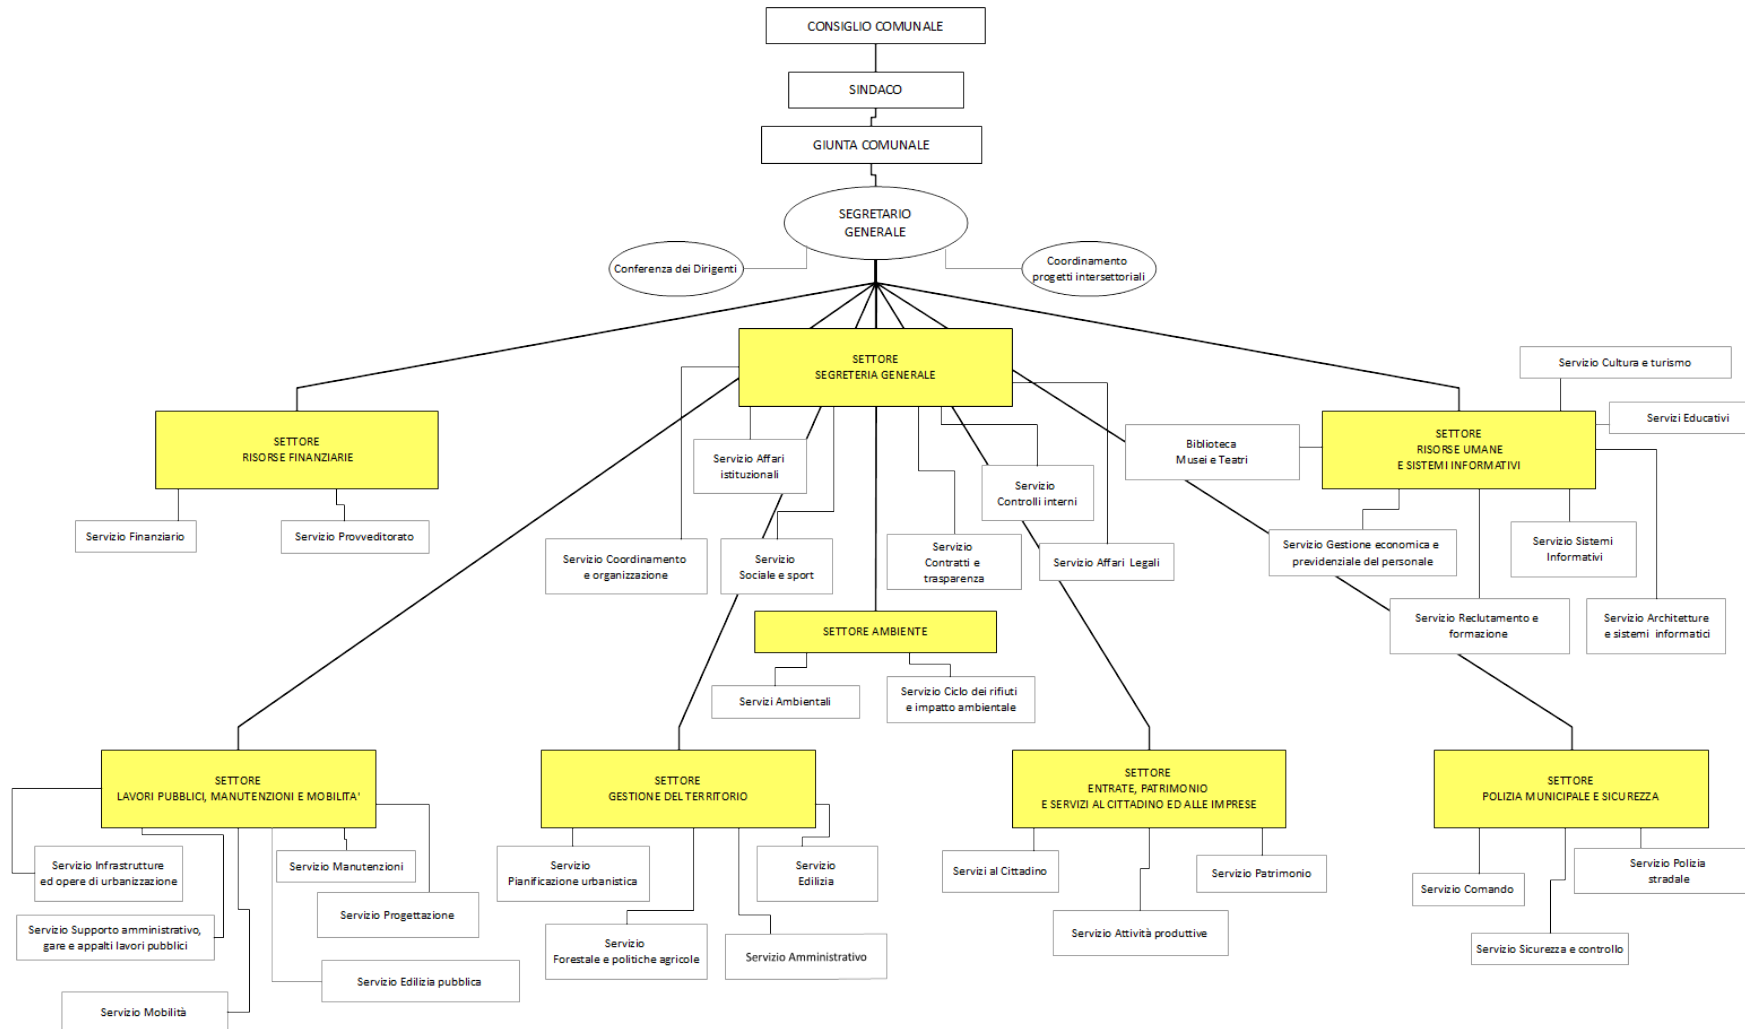 CONSIGLIO COMUNALE
SINDACO
GIUNTA COMUNALE
SEGRETARIO
GENERALE
Conferenza dei Dirigenti
Coordinamento
progetti intersettoriali
SETTORE
SEGRETERIA GENERALE
Servizio Cultura e turismo
Servizi Educativi
SETTORE
RISORSE FINANZIARIE
Servizio Finanziario
Servizio Provveditorato
Servizio Affari
istituzionali
Servizio
Controlli interni
Servizio Coordinamento
e organizzazione
Servizio
Sociale e sport
Servizio
Contratti e
trasparenza
Servizio Affari Legali
Biblioteca
Musei e Teatri
SETTORE
RISORSE UMANE
E SISTEMI INFORMATIVI
Servizio Gestione economica e
previdenziale del personale
Servizio Sistemi
Informativi
Servizio Reclutamento e
formazione
Servizio Architetture
e sistemi informatici
SETTORE AMBIENTE
Servizi Ambientali
Servizio Ciclo dei rifiuti
e impatto ambientale
SETTORE
LAVORI PUBBLICI, MANUTENZIONI E MOBILITA'
Servizio Infrastrutture
ed opere di urbanizzazione
Servizio Manutenzioni
Servizio Supporto amministrativo,
gare e appalti lavori pubblici
Servizio Progettazione
Servizio Edilizia pubblica
Servizio Mobilità
SETTORE
GESTIONE DEL TERRITORIO
Servizio
Pianificazione urbanistica
Servizio
Edilizia
Servizio
Forestale e politiche agricole
Servizio Amministrativo
SETTORE
ENTRATE, PATRIMONIO
E SERVIZI AL CITTADINO ED ALLE IMPRESE
Servizi al Cittadino
Servizio Patrimonio
Servizio Attività produttive
SETTORE
POLIZIA MUNICIPALE E SICUREZZA
Servizio Comando
Servizio Polizia
stradale
Servizio Sicurezza e controllo